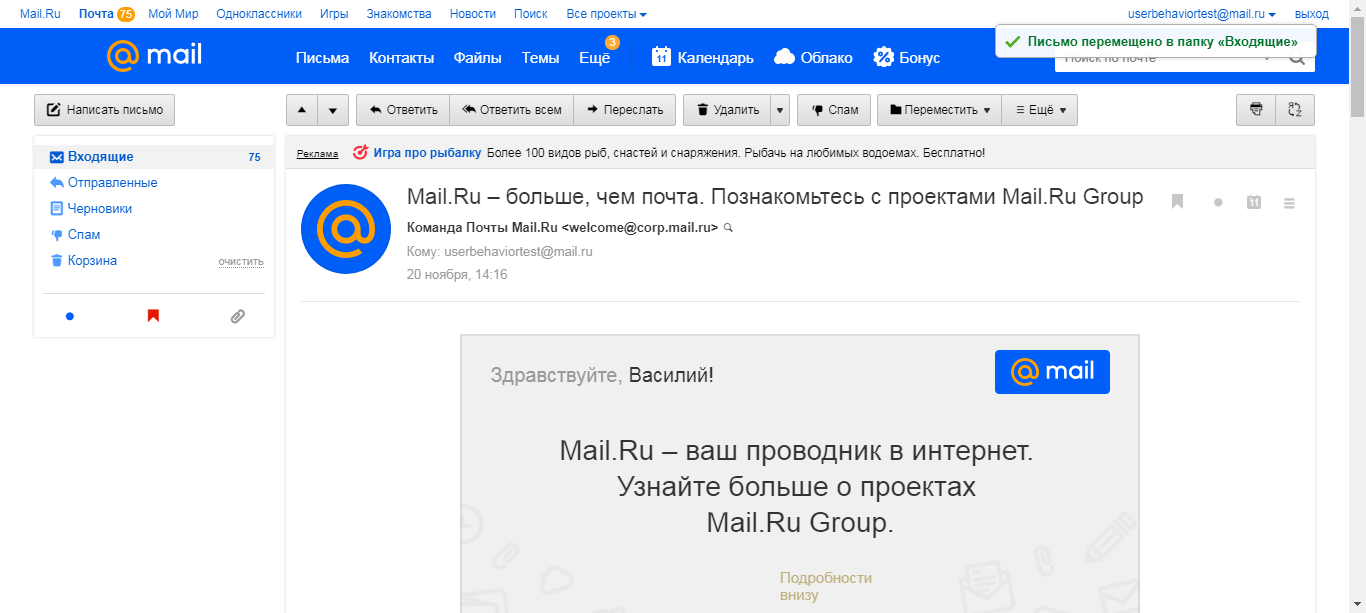 Mail.Ru Почта 75 Мой Мир Одноклассники Игры Знакомства Новости Поиск Все проекты userbehaviortest@mail.ru выход
Письмо перемещено в папку «Входящие»
@mail Письма Контакты Файлы Темы Ещё 3 11 Календарь Облако Бонус Поиск по почте
Написать письмо Ответить Ответить всем Переслать Удалить Спам Переместить Ещё
Входящие 75
Отправленные
Черновики
Спам
Корзина очистить
Реклама Игра про рыбалку Более 100 видов рыб, снастей и снаряжения. Рыбачь на любимых водоемах. Бесплатно!
Mail.Ru – больше, чем почта. Познакомьтесь с проектами Mail.Ru Group 11
Команда Почты Mail.Ru <welcome@corp.mail.ru>
Кому: userbehaviortest@mail.ru
20 ноября, 14:16
Здравствуйте, Василий! @mail
Mail.Ru – ваш проводник в интернет.
Узнайте больше о проектах
Mail.Ru Group.
Подробности
внизу